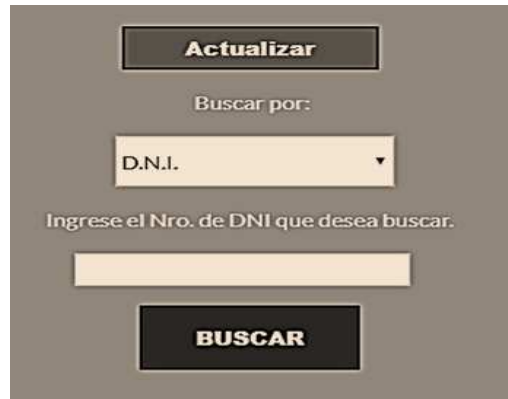 Actualizar
Buscar por:
D.N.I.
Ingrese el Nro. de DNI que desea buscar.
BUSCAR